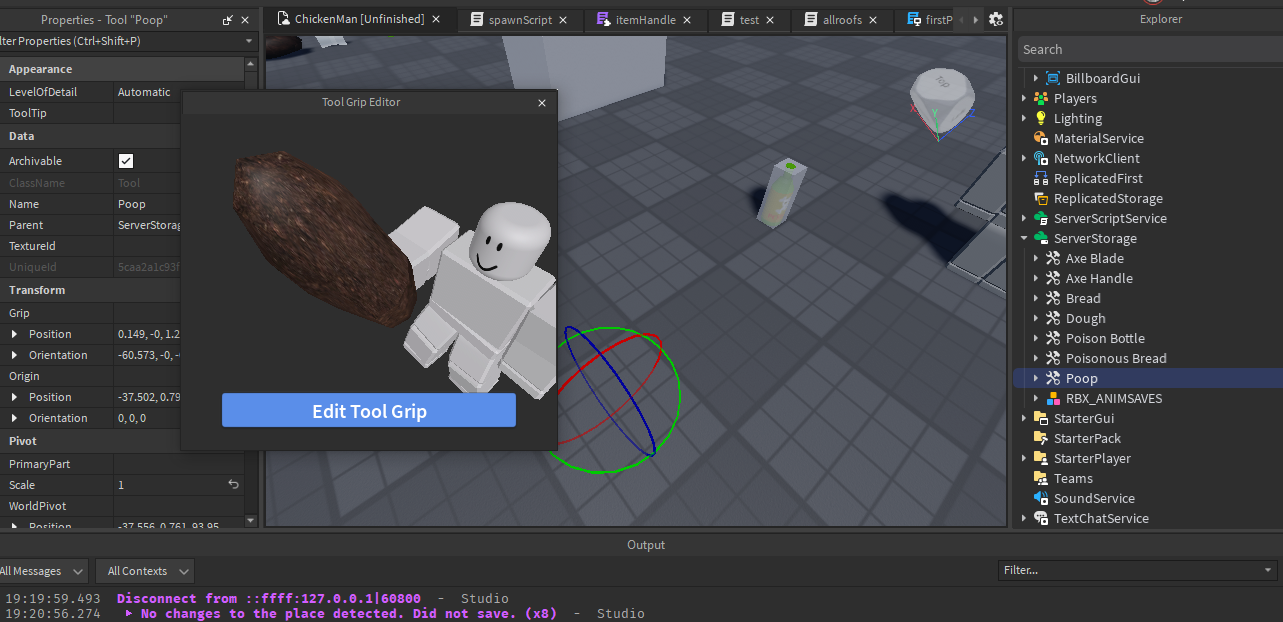 Properties - Tool "Poop"
lter Properties (Ctrl+Shift+P)
Appearance
LevelOfDetail Automatic
ToolTip
Data
Archivable
ClassName Tool
Name Poop
Parent ServerStorag
TextureId
UniqueId 5caa2a1c93f
Transform
Grip
Position 0.149, -0, 1.2
Orientation -60.573, -0, -
Origin
Position -37.502, 0.79
Orientation 0, 0, 0
Pivot
PrimaryPart
Scale 1
WorldPivot
Position -37.556, 0.761, 93.95
Tool Grip Editor
Edit Tool Grip
ChickenMan [Unfinished]
spawnScript
itemHandle
test
allroofs
firstP
Top
X
Y
Z
Explorer
Search
BillboardGui
Players
Lighting
MaterialService
NetworkClient
ReplicatedFirst
ReplicatedStorage
ServerScriptService
ServerStorage
Axe Blade
Axe Handle
Bread
Dough
Poison Bottle
Poisonous Bread
Poop
RBX_ANIMSAVES
StarterGui
StarterPack
StarterPlayer
Teams
SoundService
TextChatService
Output
All Messages
All Contexts
Filter...
19:19:59.493 Disconnect from ::ffff:127.0.0.1|60800 - Studio
19:20:56.274 No changes to the place detected. Did not save. (x8) - Studio